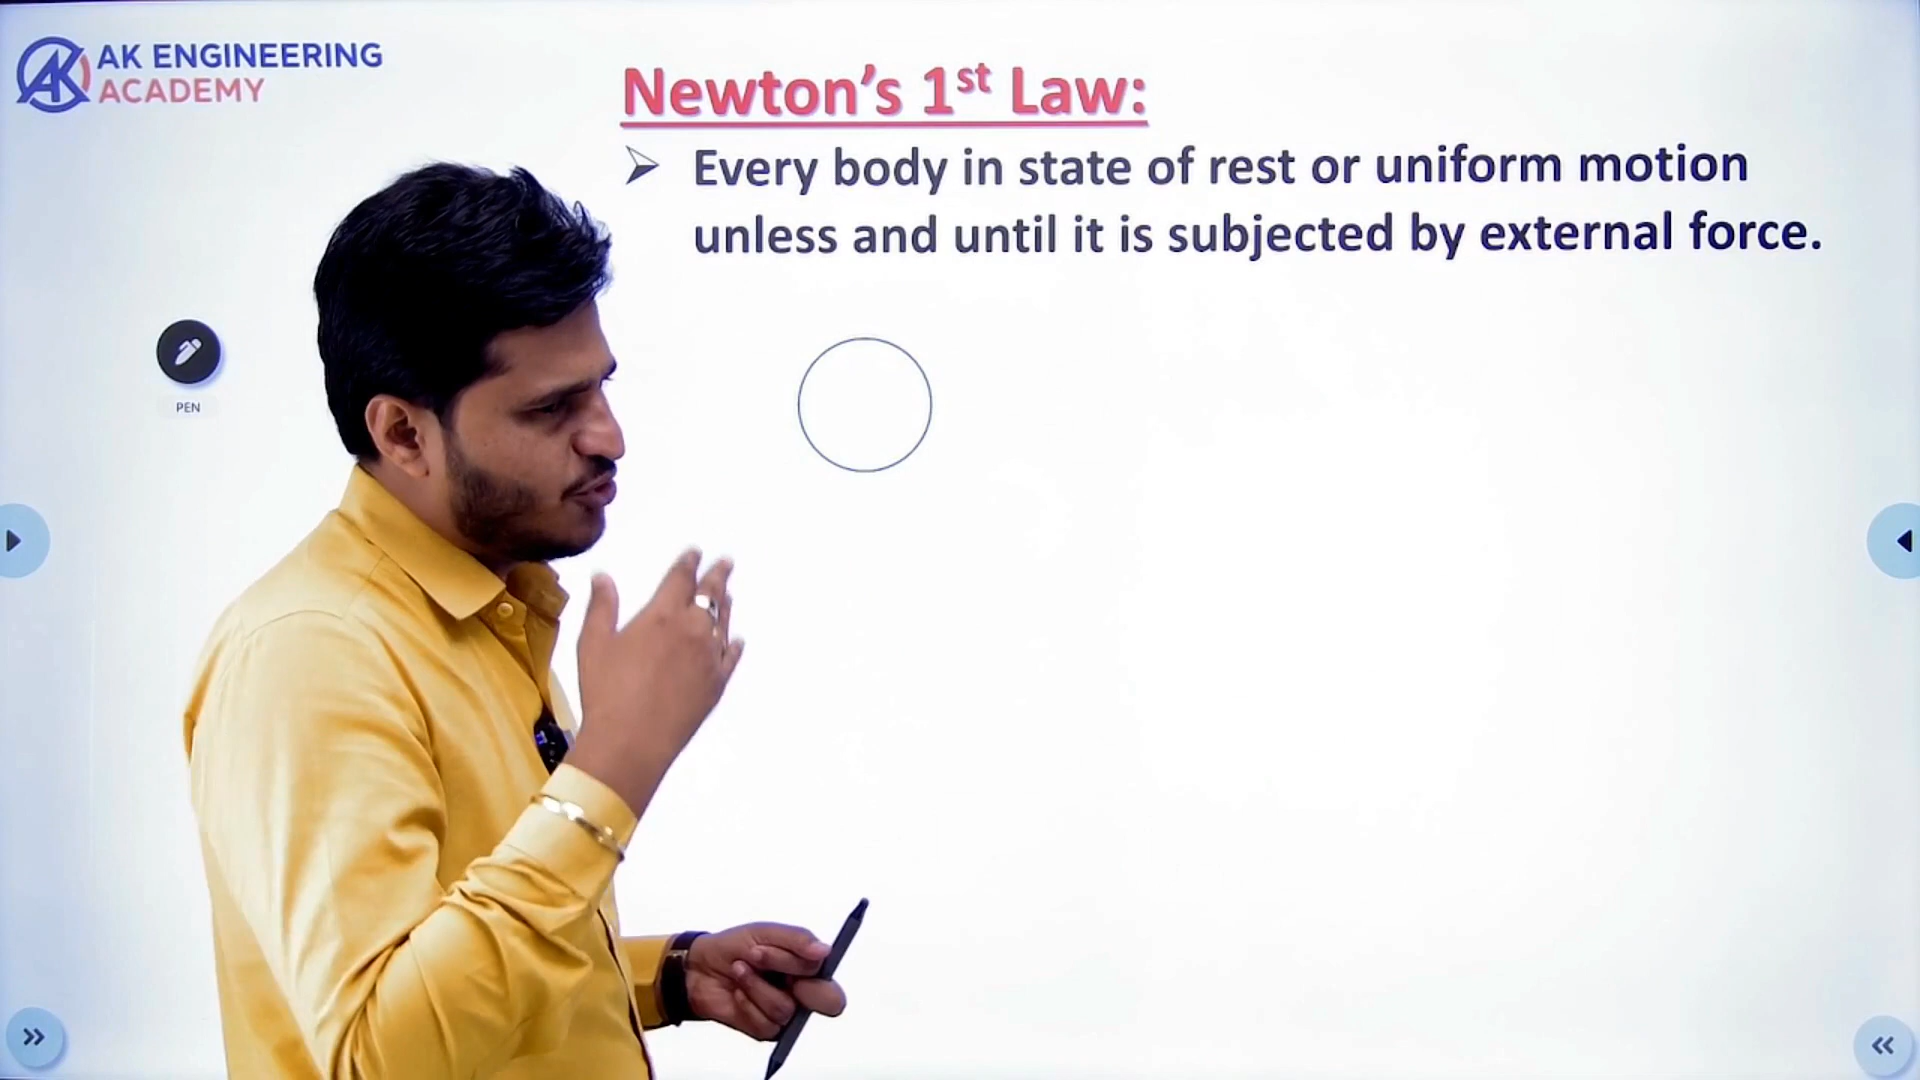 AK ENGINEERING
ACADEMY
Newton's 1st Law:
Every body in state of rest or uniform motion
unless and until it is subjected by external force.
PEN